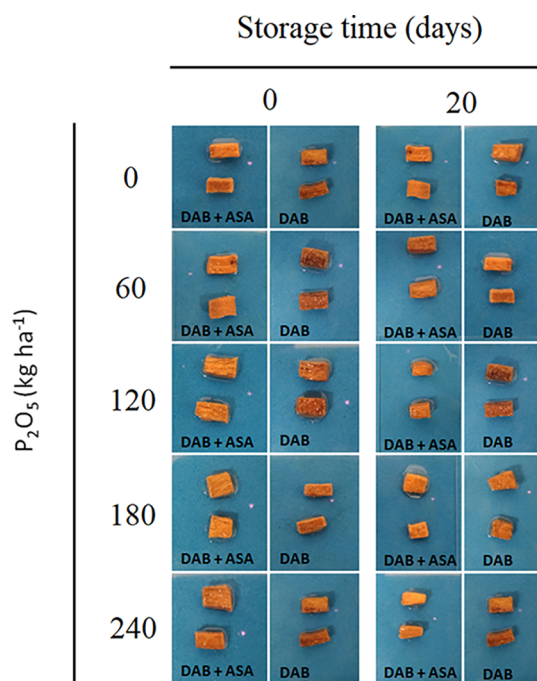 Storage time (days)
0 20
P₂O₅ (kg ha⁻¹)
0
DAB + ASA DAB DAB + ASA DAB
60
DAB + ASA DAB DAB + ASA DAB
120
DAB + ASA DAB DAB + ASA DAB
180
DAB + ASA DAB DAB + ASA DAB
240
DAB + ASA DAB DAB + ASA DAB